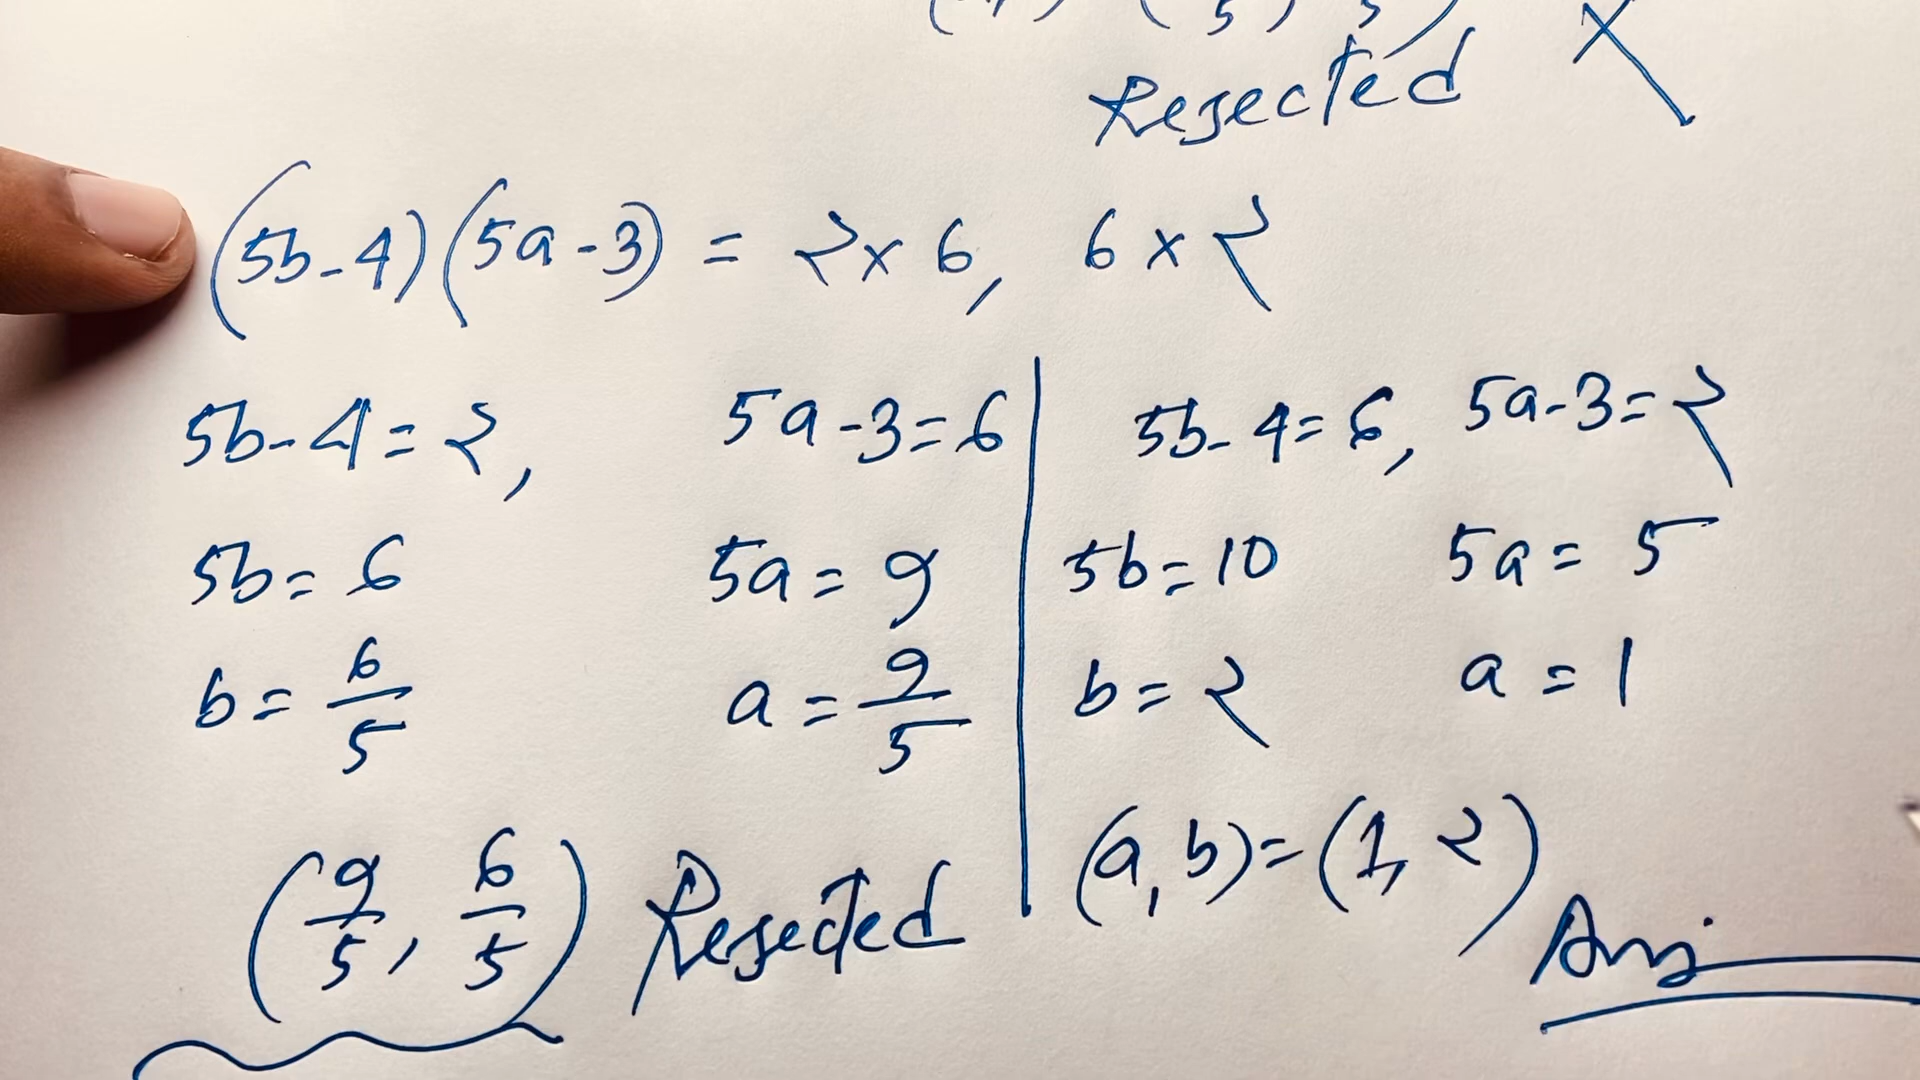 Rejected X
(5b-4)(5a-3) = 2×6, 6×2
5b-4=2, 5a-3=6
5b=6 5a=9
b=6/5 a=9/5
(9/5, 6/5) Rejected
5b-4=6, 5a-3=2
5b=10 5a=5
b=2 a=1
(a,b)=(1,2)
Ans